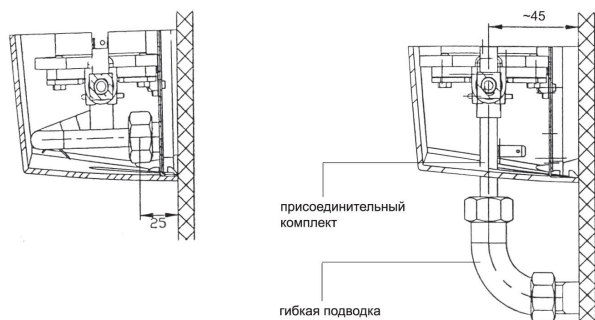 ~45
25
присоединительный
комплект
гибкая подводка